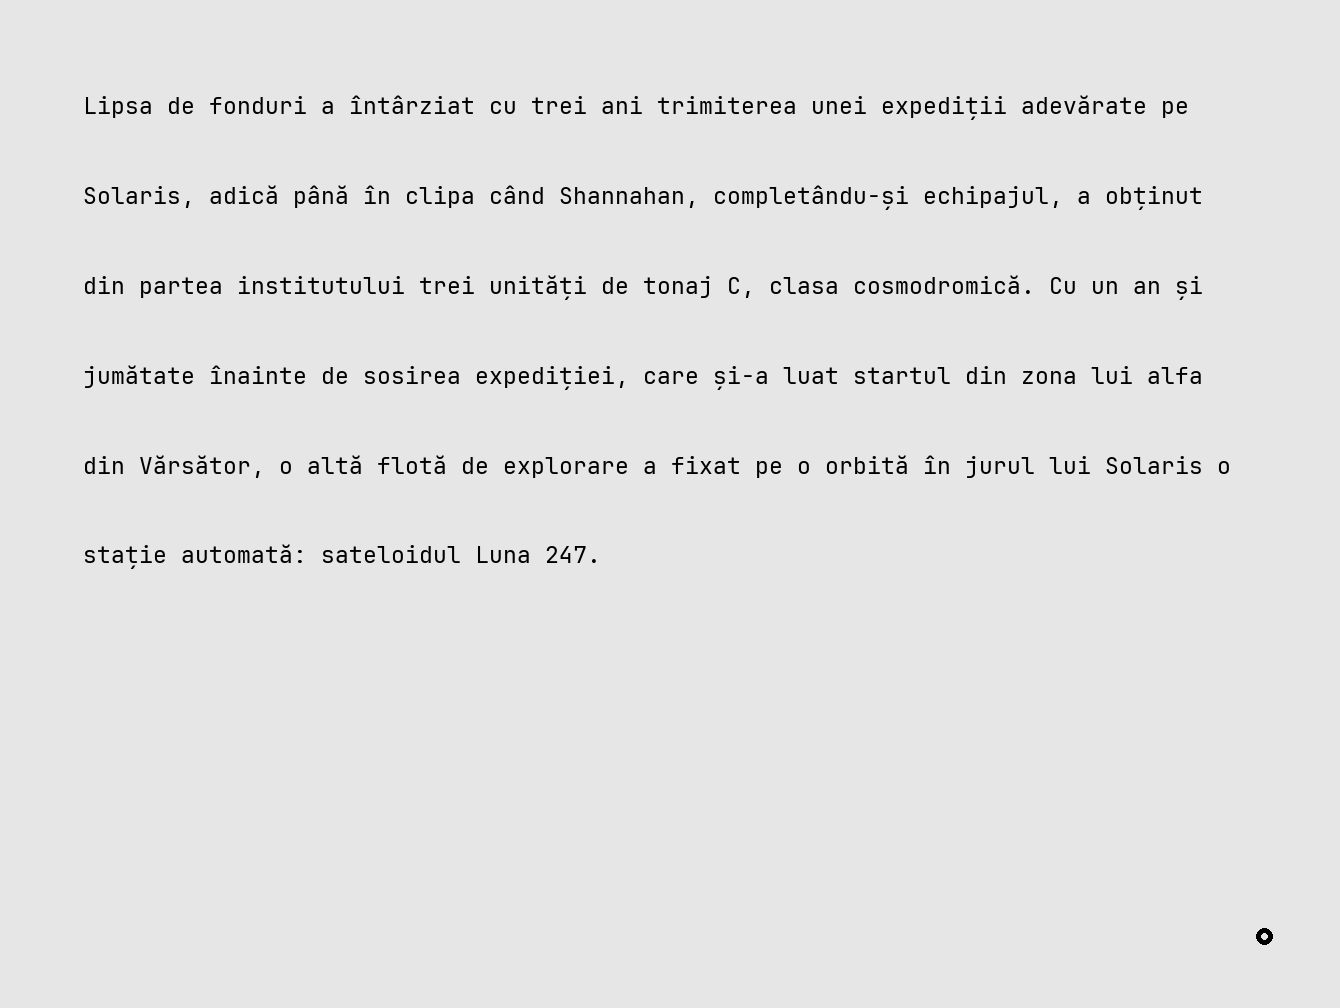 Lipsa de fonduri a întârziat cu trei ani trimiterea unei expediții adevărate pe
Solaris, adică până în clipa când Shannahan, completându-și echipajul, a obținut
din partea institutului trei unități de tonaj C, clasa cosmodromică. Cu un an și
jumătate înainte de sosirea expediției, care și-a luat startul din zona lui alfa
din Vărsător, o altă flotă de explorare a fixat pe o orbită în jurul lui Solaris o
stație automată: sateloidul Luna 247.